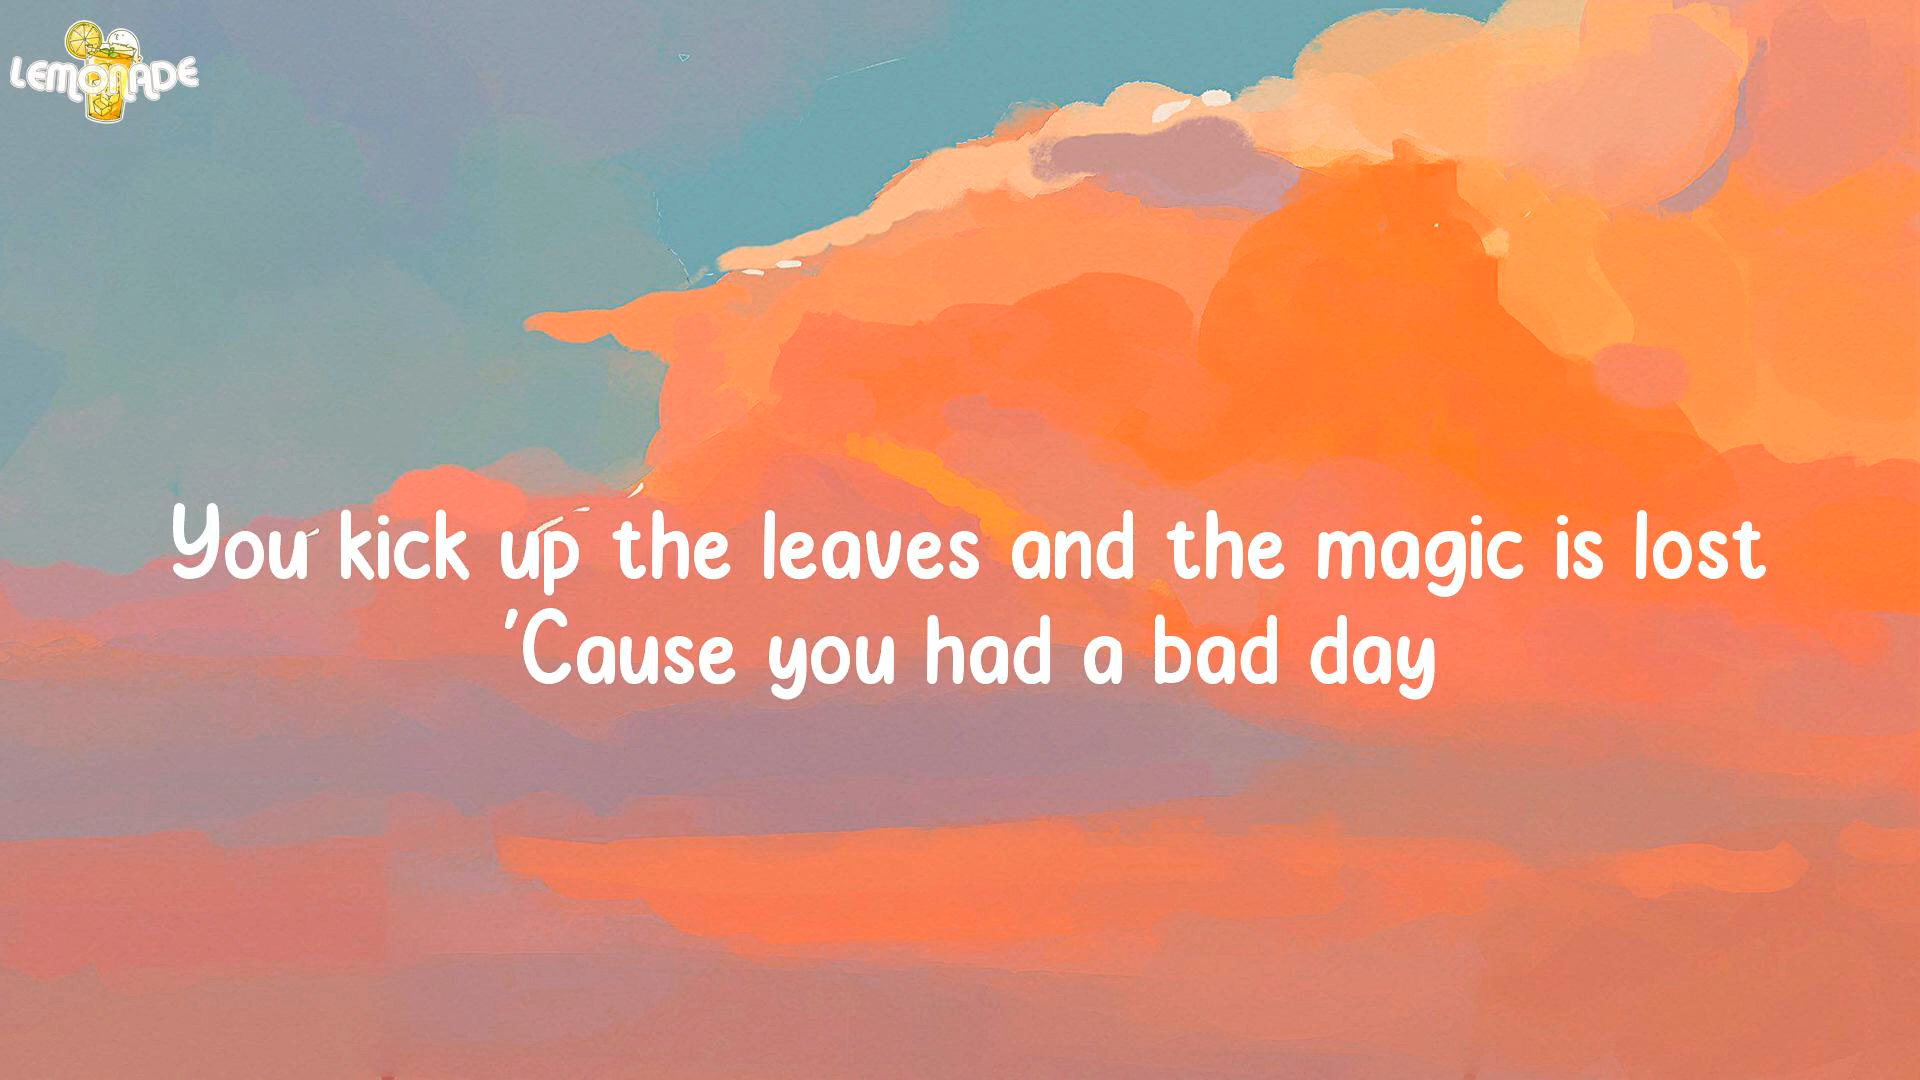 LEMONADE
You kick up the leaves and the magic is lost
'Cause you had a bad day